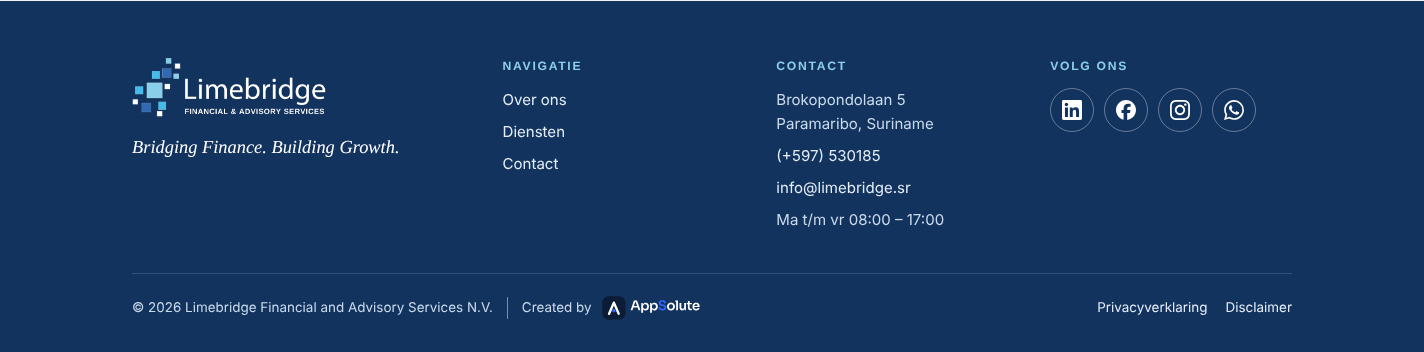 Limebridge
FINANCIAL & ADVISORY SERVICES
Bridging Finance. Building Growth.
NAVIGATIE
Over ons
Diensten
Contact
CONTACT
Brokopondolaan 5
Paramaribo, Suriname
(+597) 530185
info@limebridge.sr
Ma t/m vr 08:00 – 17:00
VOLG ONS
© 2026 Limebridge Financial and Advisory Services N.V.
Created by AppSolute
Privacyverklaring
Disclaimer